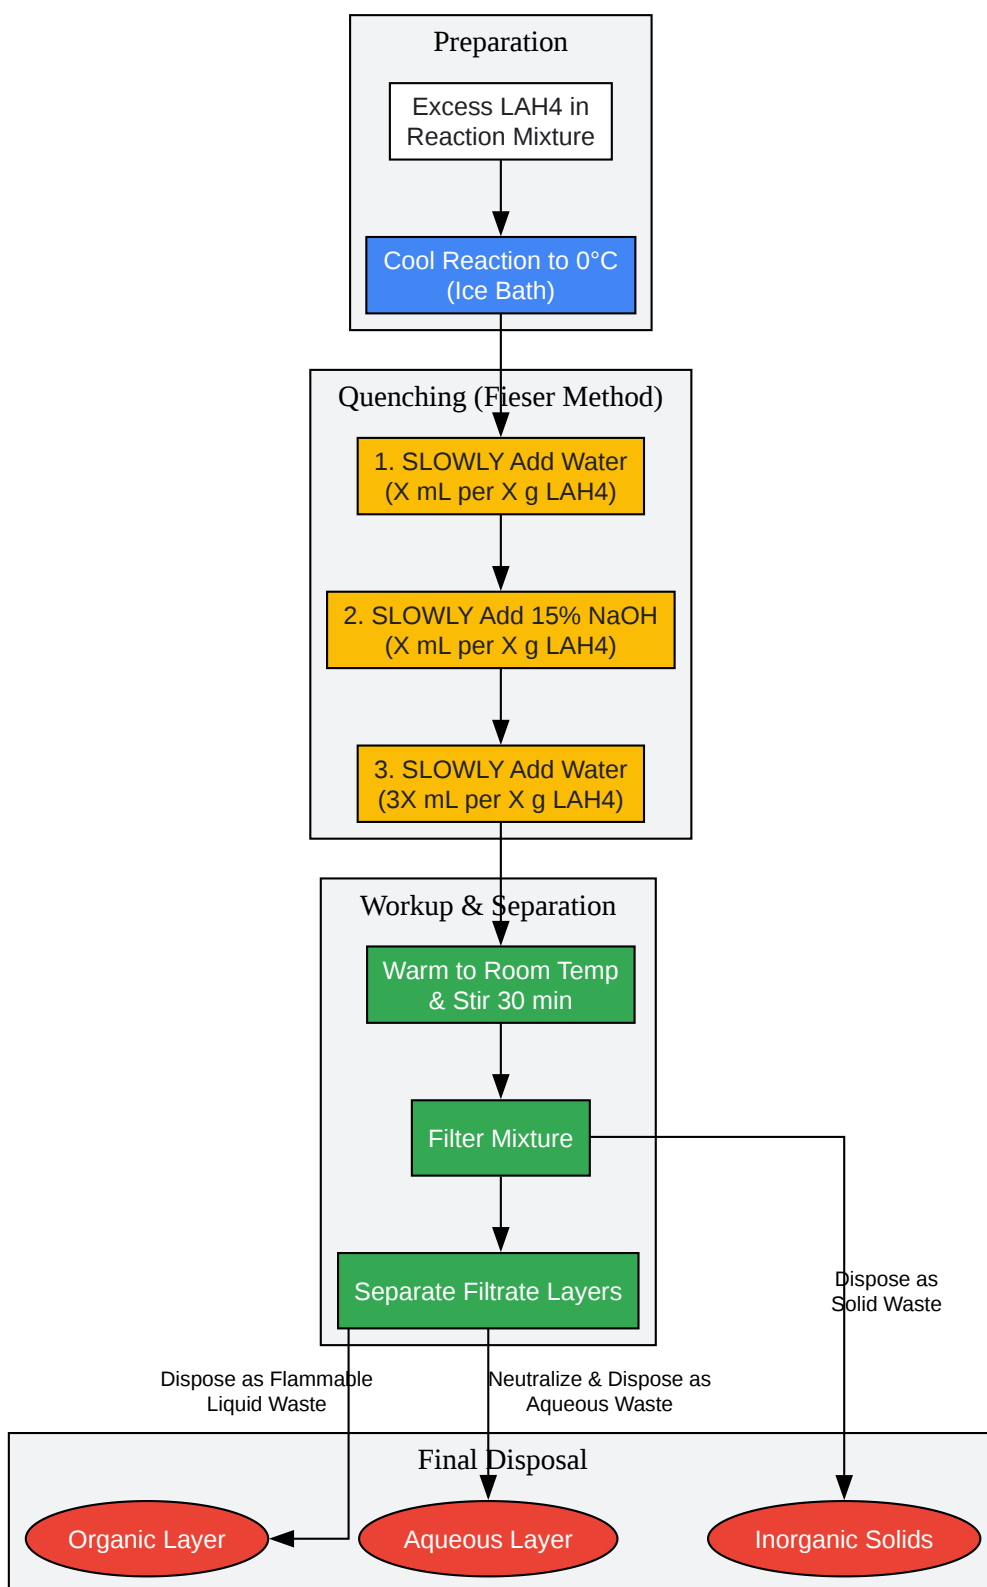 Preparation
Excess LAH4 in
Reaction Mixture
Cool Reaction to 0°C
(Ice Bath)
Quenching (Fieser Method)
1. SLOWLY Add Water
(X mL per X g LAH4)
2. SLOWLY Add 15% NaOH
(X mL per X g LAH4)
3. SLOWLY Add Water
(3X mL per X g LAH4)
Workup & Separation
Warm to Room Temp
& Stir 30 min
Filter Mixture
Separate Filtrate Layers
Dispose as
Solid Waste
Dispose as Flammable
Liquid Waste
Neutralize & Dispose as
Aqueous Waste
Final Disposal
Organic Layer
Aqueous Layer
Inorganic Solids